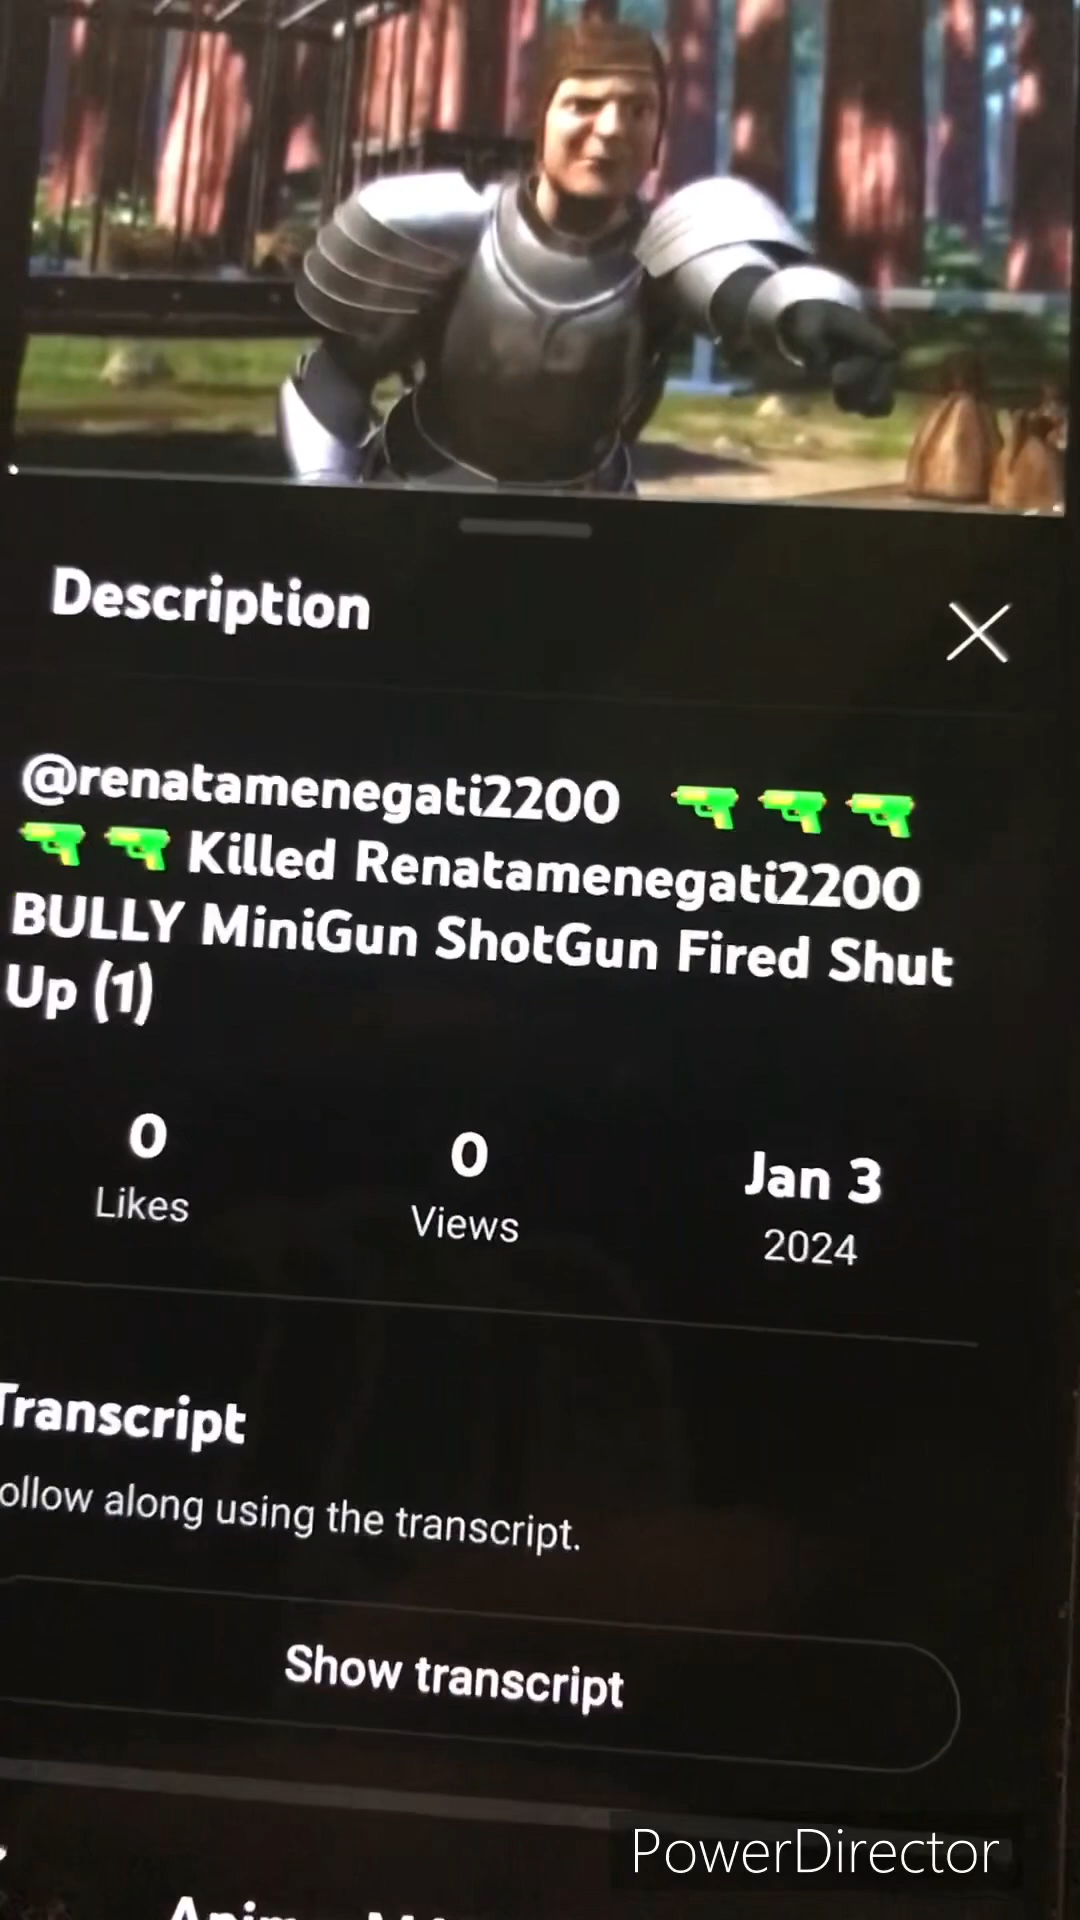 Description
@renatamenegati2200 🔫🔫🔫
🔫🔫 Killed Renatamenegati2200
BULLY MiniGun ShotGun Fired Shut
Up (1)
0
Likes
0
Views
Jan 3
2024
Transcript
ollow along using the transcript.
Show transcript
PowerDirector